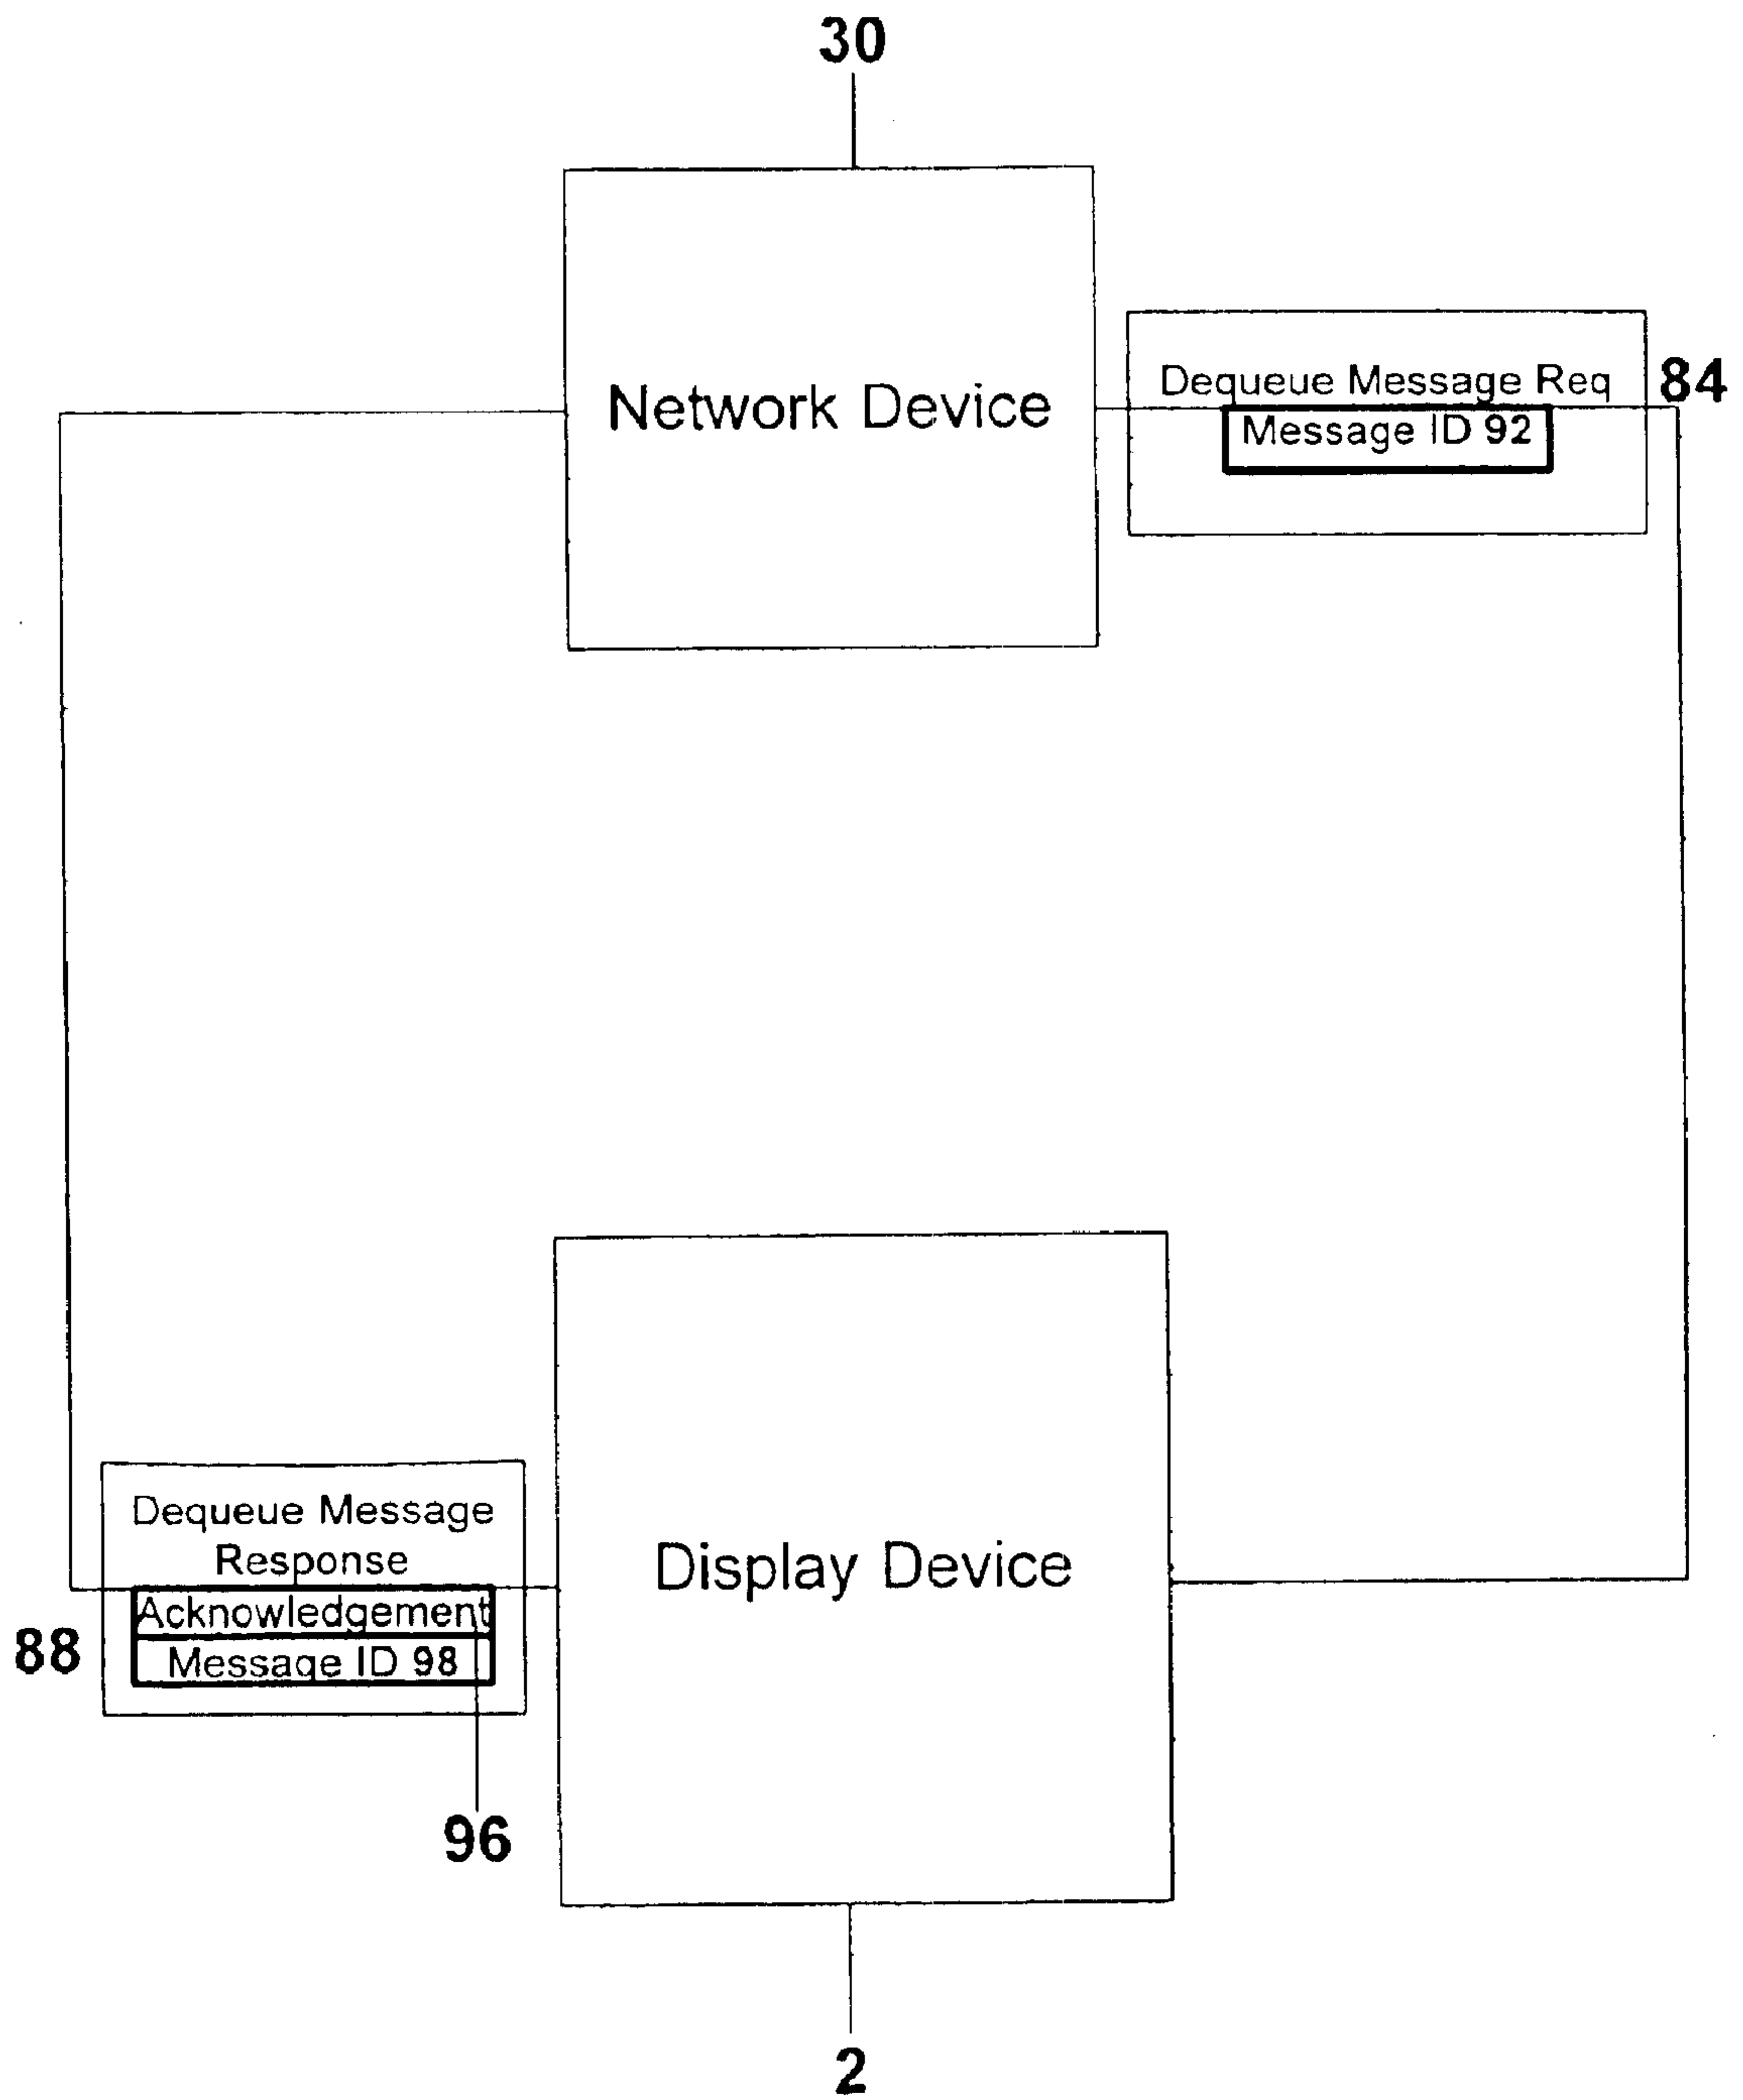 30
Network Device
Dequeue Message Req
84
Message ID 92
Dequeue Message
Response
Acknowledgement
Message ID 98
88
96
Display Device
2